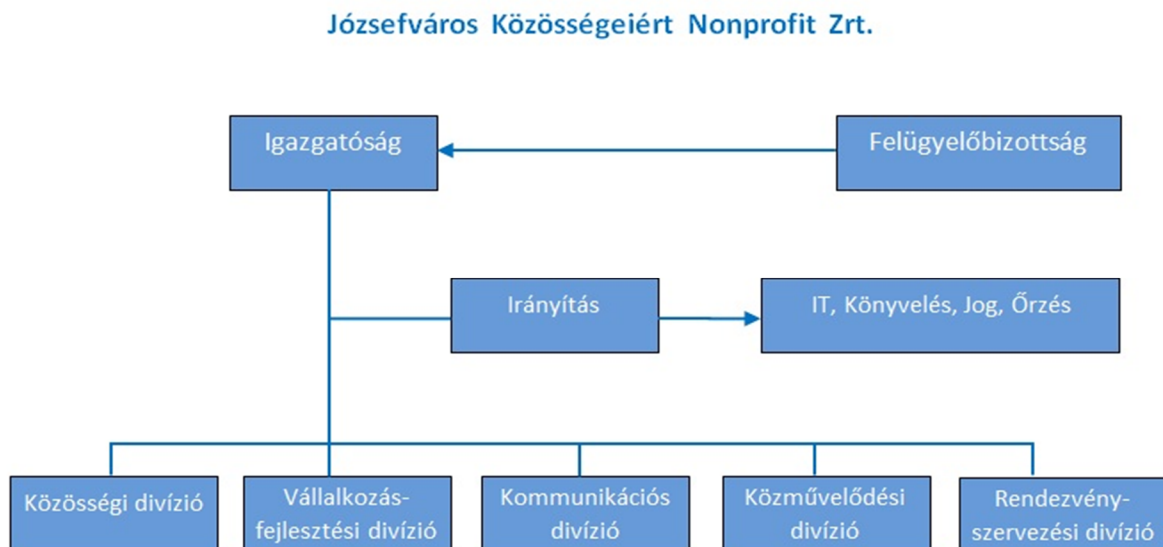 Józsefváros Közösségeiért Nonprofit Zrt.
Igazgatóság
Felügyelőbizottság
Irányítás
IT, Könyvelés, Jog, Őrzés
Közösségi divízió
Vállalkozás-
fejlesztési divízió
Kommunikációs
divízió
Közművelődési
divízió
Rendezvény-
szervezési divízió